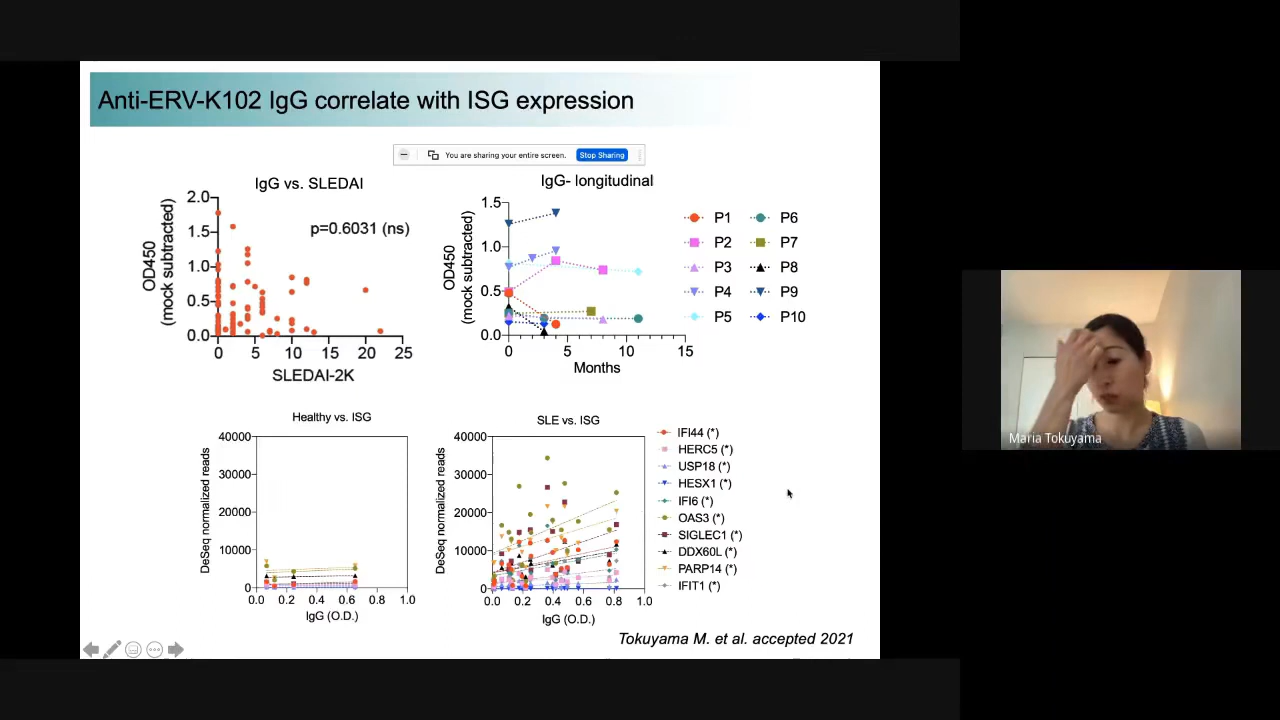 Anti-ERV-K102 IgG correlate with ISG expression
You are sharing your entire screen. Stop Sharing
IgG vs. SLEDAI
p=0.6031 (ns)
OD450
(mock subtracted)
2.0
1.5
1.0
0.5
0.0
0 5 10 15 20 25
SLEDAI-2K
IgG- longitudinal
OD450
(mock subtracted)
1.5
1.0
0.5
0.0
0 5 10 15
Months
P1 P6
P2 P7
P3 P8
P4 P9
P5 P10
Healthy vs. ISG
DeSeq normalized reads
40000
30000
20000
10000
0
0.0 0.2 0.4 0.6 0.8 1.0
IgG (O.D.)
SLE vs. ISG
DeSeq normalized reads
40000
30000
20000
10000
0
0.0 0.2 0.4 0.6 0.8 1.0
IgG (O.D.)
IFI44 (*)
HERC5 (*)
USP18 (*)
HESX1 (*)
IFI6 (*)
OAS3 (*)
SIGLEC1 (*)
DDX60L (*)
PARP14 (*)
IFIT1 (*)
Tokuyama M. et al. accepted 2021
Maria Tokuyama